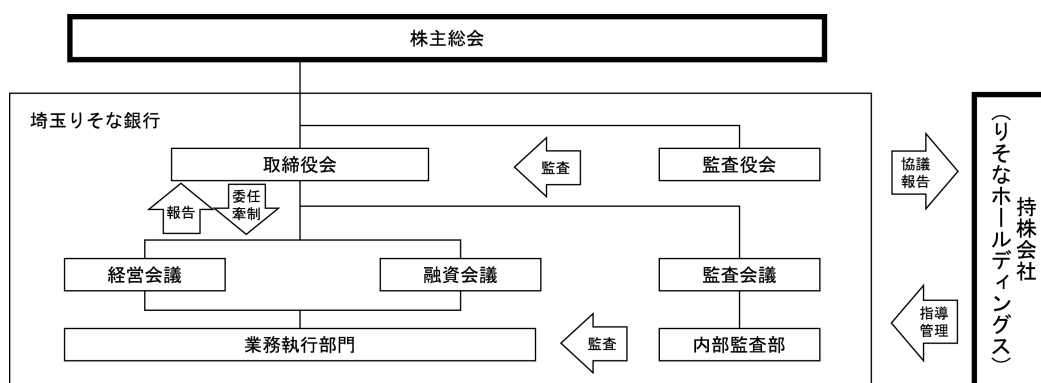 株主総会
埼玉りそな銀行
取締役会
監査
監査役会
報告
委任
牽制
経営会議
融資会議
監査会議
業務執行部門
監査
内部監査部
協議
報告
指導
管理
持株会社
（りそなホールディングス）